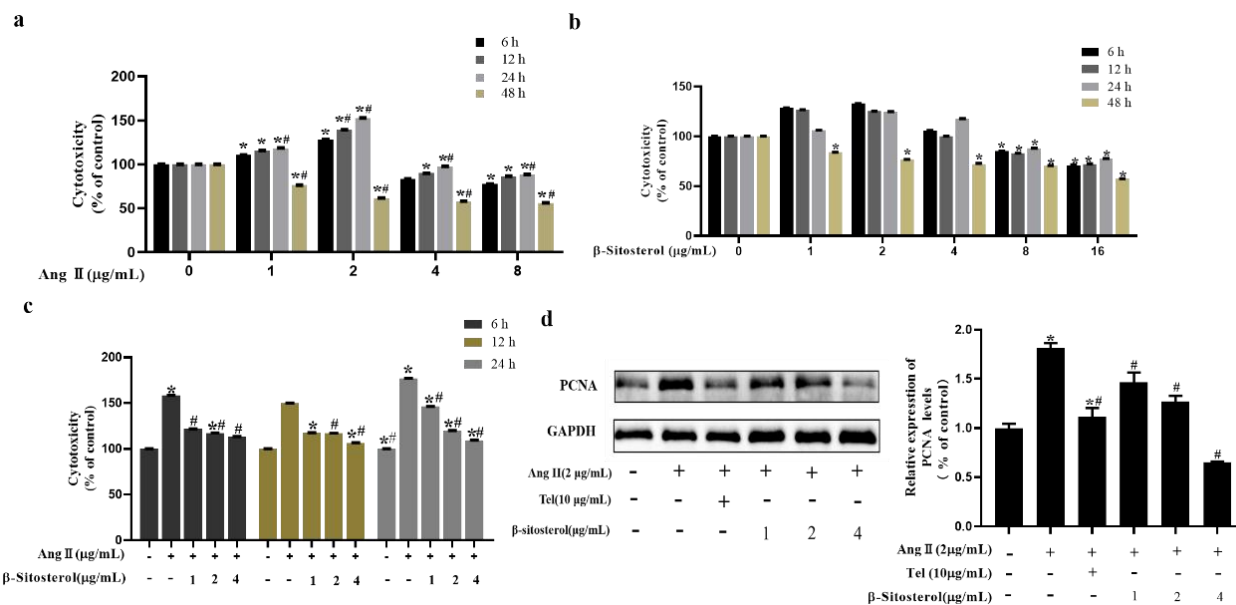 a
6 h
12 h
24 h
48 h
200
150
100
50
0
Cytotoxicity
(% of control)
* * *# *#
* *# *# *#
* *# *#
* *# *# *#
0 1 2 4 8
Ang Ⅱ (μg/mL)
b
6 h
12 h
24 h
48 h
150
100
50
0
Cytotoxicity
(% of control)
* * * * * * * * * * *
0 1 2 4 8 16
β-Sitosterol (μg/mL)
c
6 h
12 h
24 h
200
150
100
50
0
Cytotoxicity
(% of control)
* # *# #
* # *#
*# * *# *# *#
Ang Ⅱ (μg/mL) - + + + + - + + + + - + + + +
β-Sitosterol(μg/mL) - - 1 2 4 - - 1 2 4 - - 1 2 4
d
PCNA
GAPDH
Ang II(2 μg/mL) - + + + + +
Tel(10 μg/mL) - - + - - -
β-sitosterol(μg/mL) - - - 1 2 4
2.0
1.5
1.0
0.5
0.0
Relative expersstion of
PCNA levels
( % of control)
* *# # # #
Ang Ⅱ (2μg/mL) - + + + + +
Tel (10μg/mL) - - + - - -
β-Sitosterol(μg/mL) - - - 1 2 4